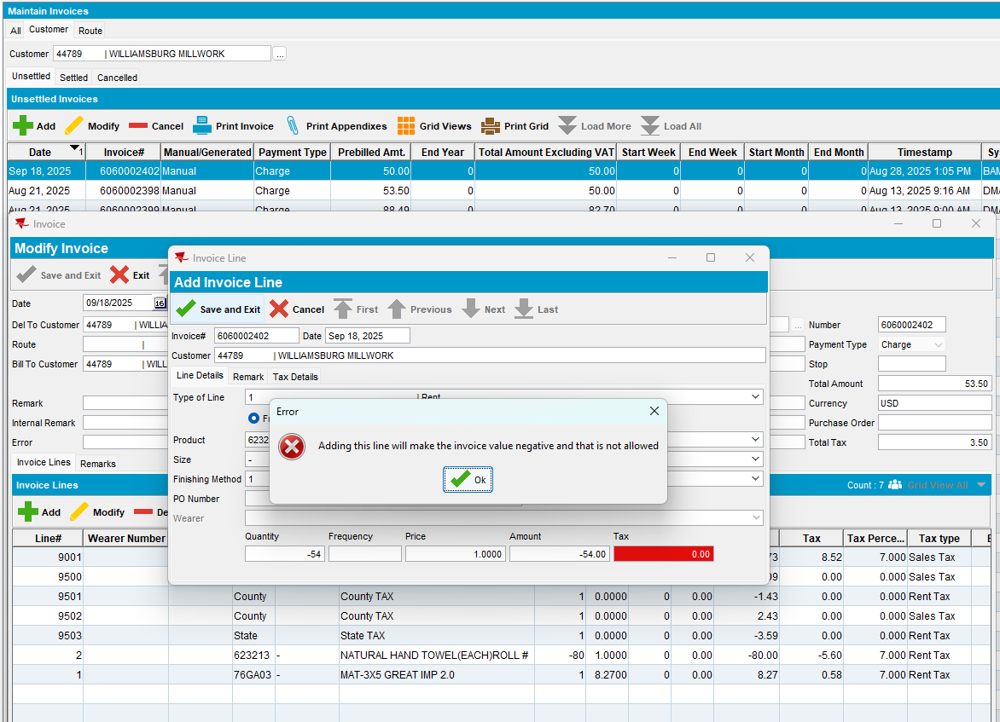 Maintain Invoices
All Customer Route
Customer 44789 | WILLIAMSBURG MILLWORK ...
Unsettled Settled Cancelled
Unsettled Invoices
Add Modify Cancel Print Invoice Print Appendixes Grid Views Print Grid Load More Load All
Date 1 Invoice# Manual/Generated Payment Type Prebilled Amt. End Year Total Amount Excluding VAT Start Week End Week Start Month End Month Timestamp Sy
Sep 18, 2025 6060002402 Manual Charge 50.00 0 50.00 0 0 0 0 Aug 28, 2025 1:05 PM BAM
Aug 21, 2025 6060002398 Manual Charge 53.50 0 50.00 0 0 0 0 Aug 13, 2025 9:16 AM DMA
Aug 21, 2025 6060002399 Manual Charge 88.49 0 82.70 0 0 0 0 Aug 13, 2025 9:00 AM DMA
Invoice
Modify Invoice
Save and Exit Exit
Date 09/18/2025 16
Del To Customer 44789 | WILLIA
Route |
Bill To Customer 44789 | WILL
Remark
Internal Remark
Error
Invoice Lines Remarks
... Number 6060002402
Payment Type Charge
Stop
Total Amount 53.50
Currency USD
Purchase Order
Total Tax 3.50
Invoice Line
Add Invoice Line
Save and Exit Cancel First Previous Next Last
Invoice# 6060002402 Date Sep 18, 2025
Customer 44789 | WILLIAMSBURG MILLWORK
Line Details Remark Tax Details
Type of Line 1 | Rent
Product 6232
Size -
Finishing Method 1
PO Number
Wearer
Quantity Frequency Price Amount Tax
-54 1.0000 -54.00 0.00
Error
Adding this line will make the invoice value negative and that is not allowed
Ok
Invoice Lines Count : 7 Grid View All
Add Modify De
Line# Wearer Number Tax Tax Perce... Tax type
9001 73 8.52 7.000 Sales Tax
9500 09 0.00 0.000 Sales Tax
9501 County County TAX 1 0.0000 0 0.00 -1.43 0.00 0.000 Rent Tax
9502 County County TAX 1 0.0000 0 0.00 2.43 0.00 0.000 Sales Tax
9503 State State TAX 1 0.0000 0 0.00 -3.59 0.00 0.000 Rent Tax
2 623213 - NATURAL HAND TOWEL(EACH)ROLL # -80 1.0000 0 0.00 -80.00 -5.60 7.000 Rent Tax
1 76GA03 - MAT-3X5 GREAT IMP 2.0 1 8.2700 0 0.00 8.27 0.58 7.000 Rent Tax